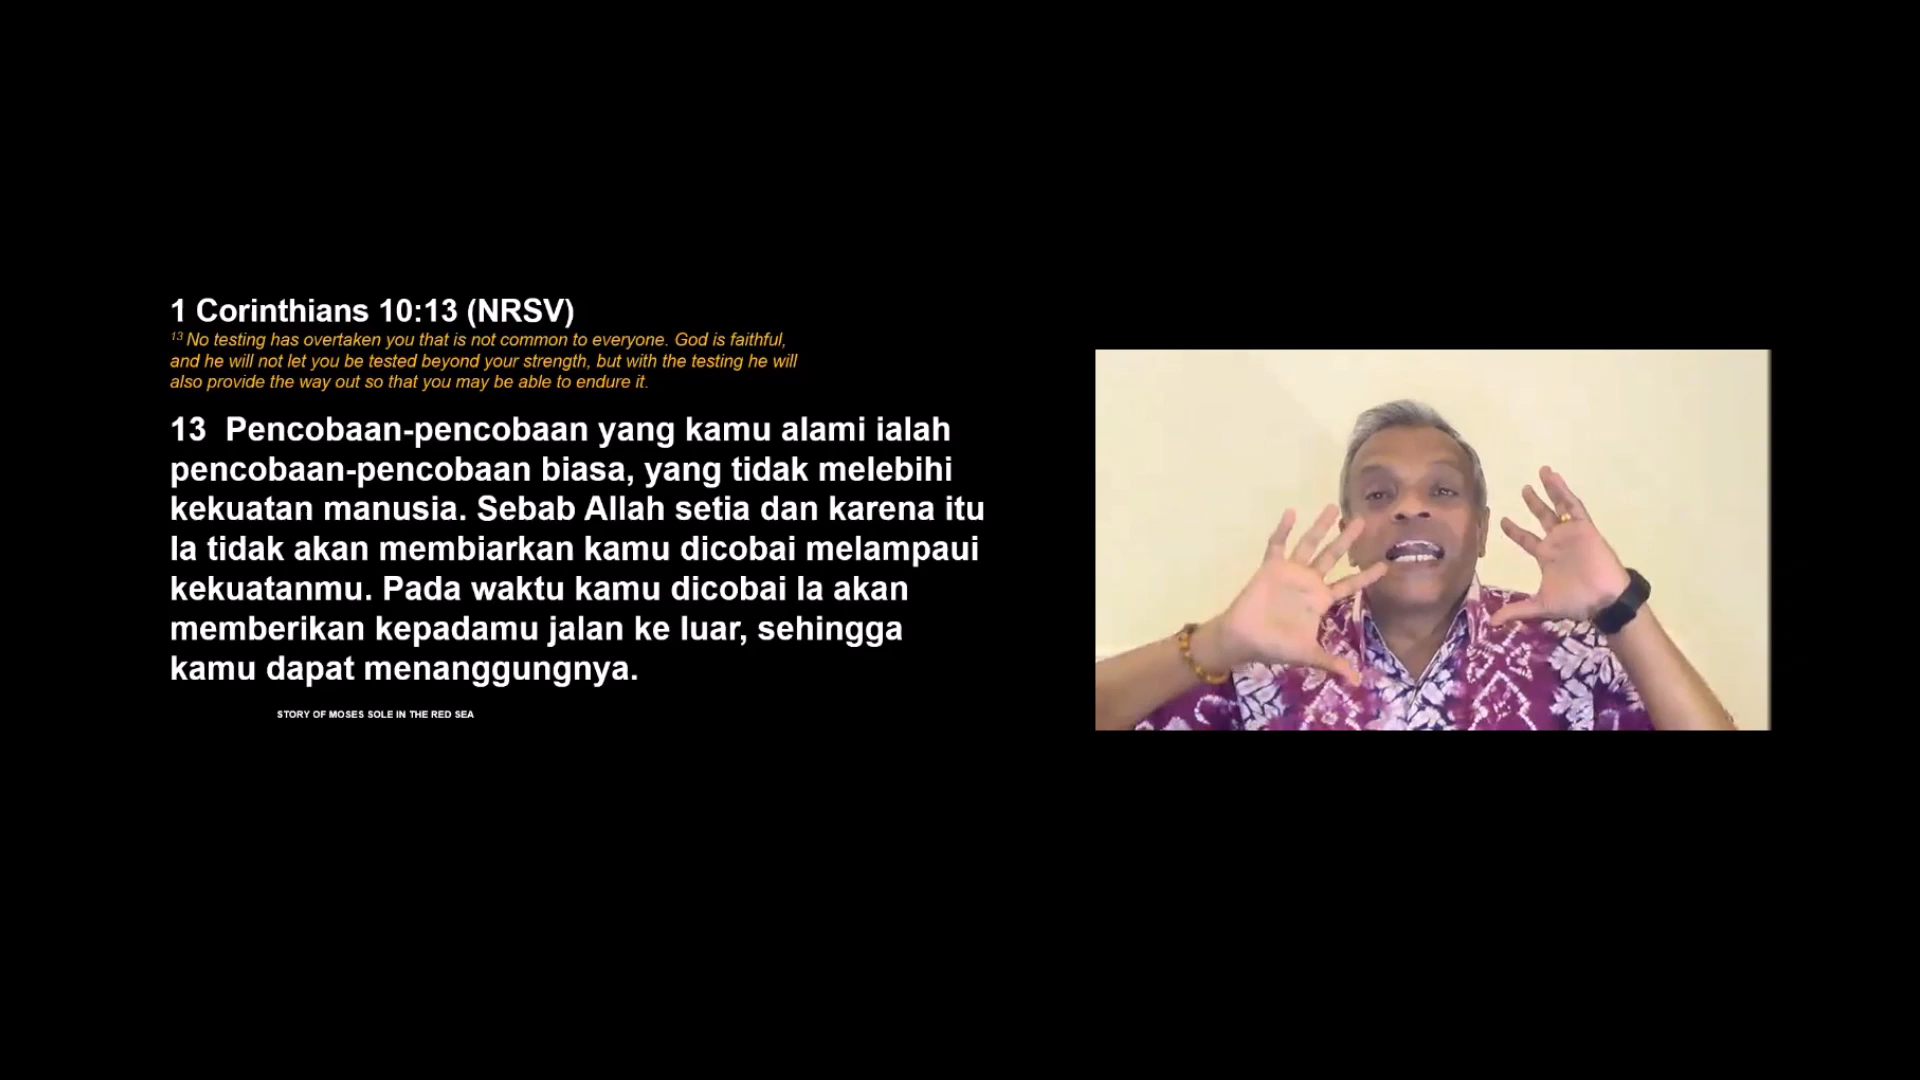 1 Corinthians 10:13 (NRSV)
13 No testing has overtaken you that is not common to everyone. God is faithful,
and he will not let you be tested beyond your strength, but with the testing he will
also provide the way out so that you may be able to endure it.
13 Pencobaan-pencobaan yang kamu alami ialah
pencobaan-pencobaan biasa, yang tidak melebihi
kekuatan manusia. Sebab Allah setia dan karena itu
Ia tidak akan membiarkan kamu dicobai melampaui
kekuatanmu. Pada waktu kamu dicobai Ia akan
memberikan kepadamu jalan ke luar, sehingga
kamu dapat menanggungnya.
STORY OF MOSES SOLE IN THE RED SEA